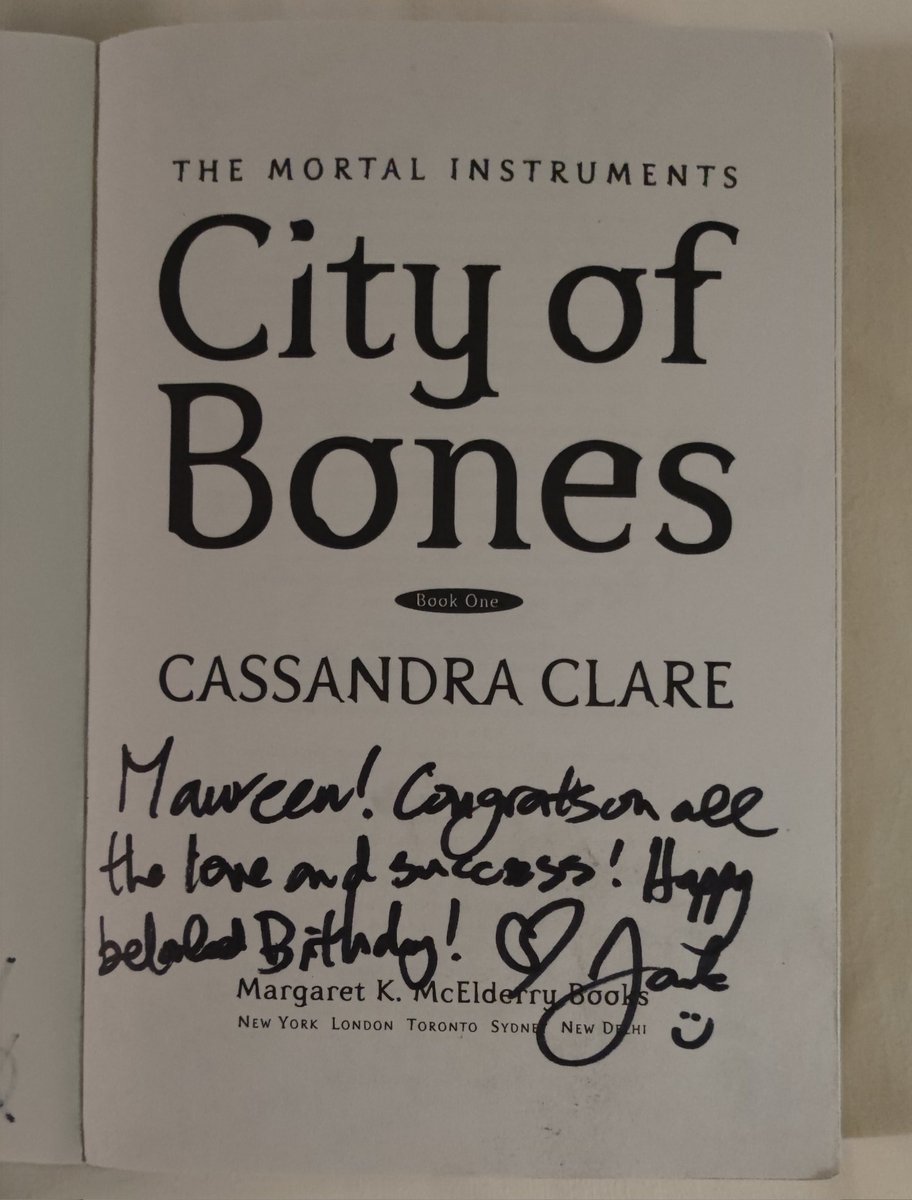 THE MORTAL INSTRUMENTS
City of
Bones
Book One
CASSANDRA CLARE
Maureen! Congrats on all
the love and success! Happy
belated Birthday!
Margaret K. McElderry Books
NEW YORK LONDON TORONTO SYDNEY NEW DELHI